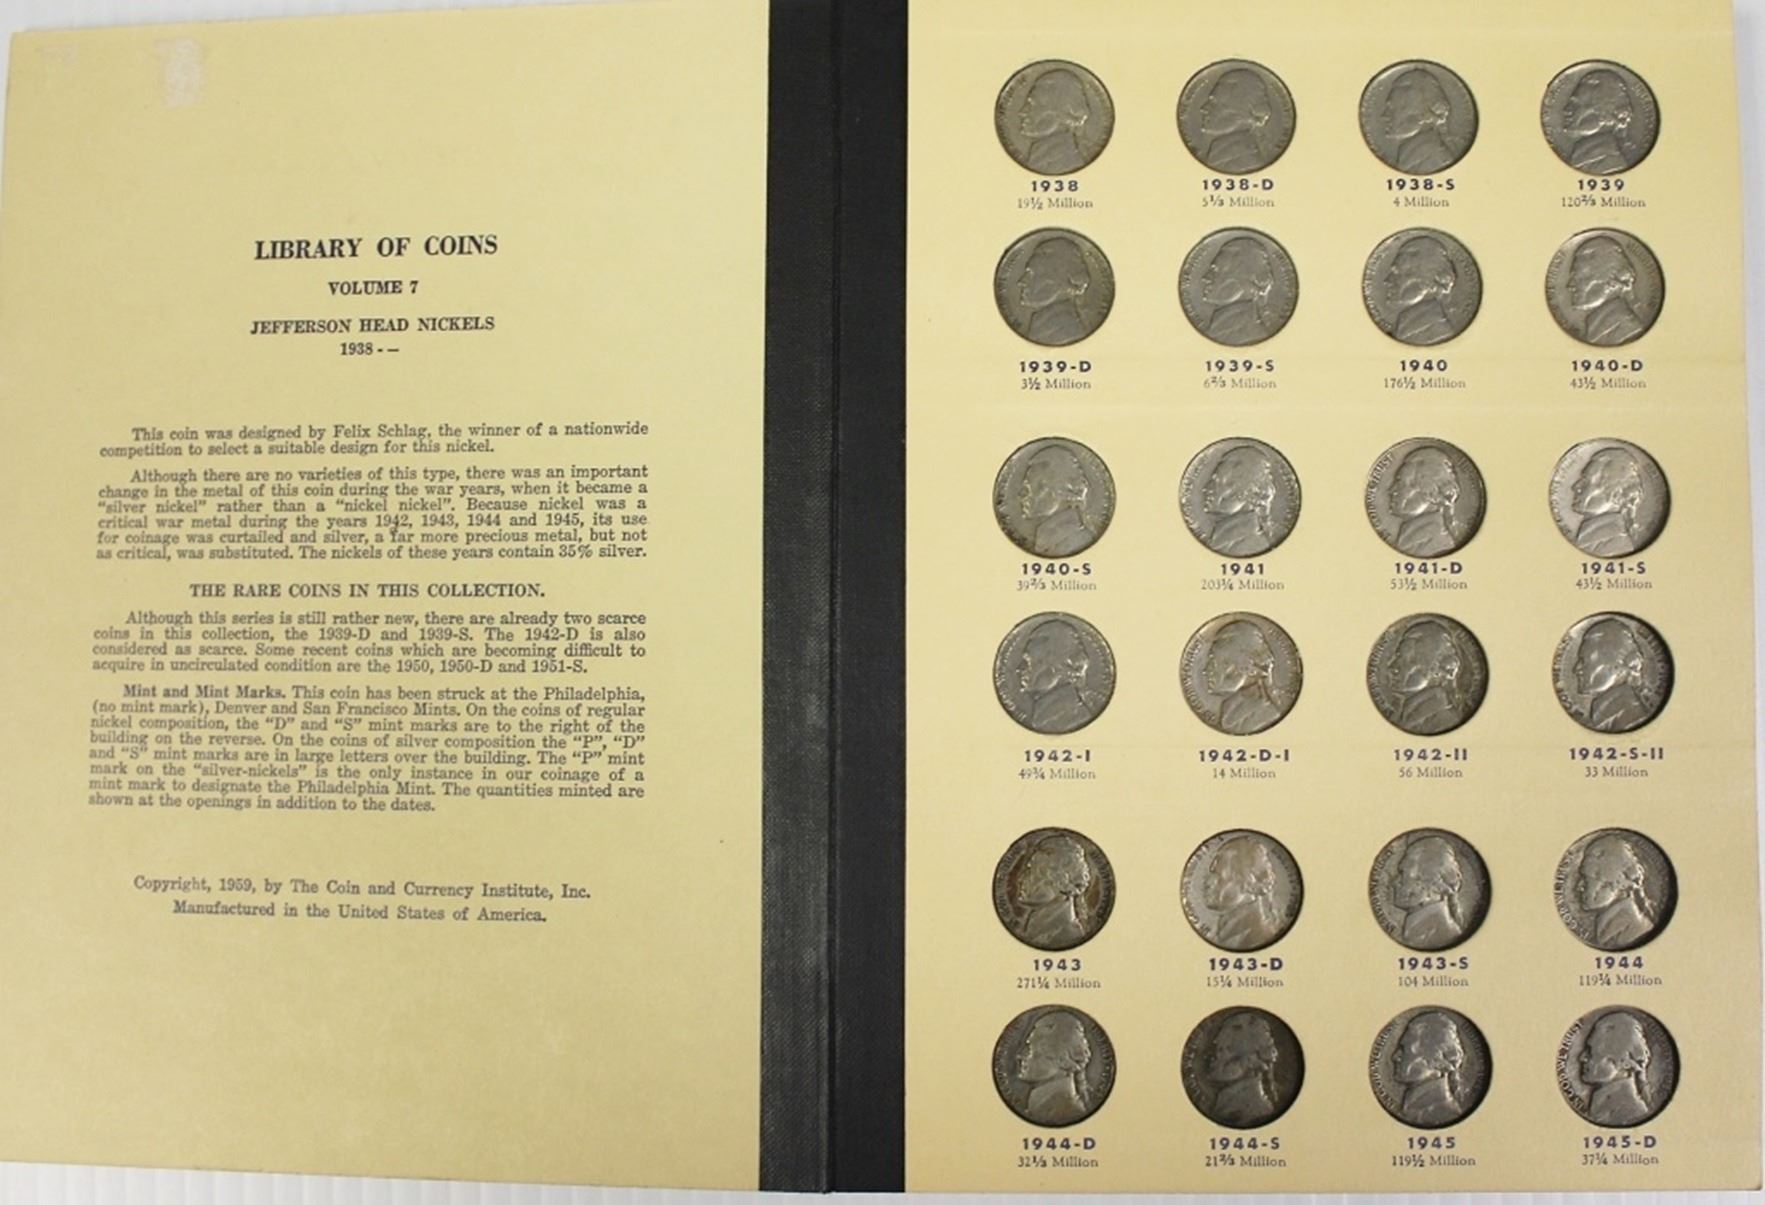 LIBRARY OF COINS
VOLUME 7
JEFFERSON HEAD NICKELS
1938 - —
This coin was designed by Felix Schlag, the winner of a nationwide
competition to select a suitable design for this nickel.
Although there are no varieties of this type, there was an important
change in the metal of this coin during the war years, when it became a
"silver nickel" rather than a "nickel nickel". Because nickel was a
critical war metal during the years 1942, 1943, 1944 and 1945, its use
for coinage was curtailed and silver, a far more precious metal, but not
as critical, was substituted. The nickels of these years contain 35% silver.
THE RARE COINS IN THIS COLLECTION.
Although this series is still rather new, there are already two scarce
coins in this collection, the 1939-D and 1939-S. The 1942-D is also
considered as scarce. Some recent coins which are becoming difficult to
acquire in uncirculated condition are the 1950, 1950-D and 1951-S.
Mint and Mint Marks. This coin has been struck at the Philadelphia,
(no mint mark), Denver and San Francisco Mints. On the coins of regular
nickel composition, the "D" and "S" mint marks are to the right of the
building on the reverse. On the coins of silver composition the "P", "D"
and "S" mint marks are in large letters over the building. The "P" mint
mark on the "silver-nickels" is the only instance in our coinage of a
mint mark to designate the Philadelphia Mint. The quantities minted are
shown at the openings in addition to the dates.
Copyright, 1959, by The Coin and Currency Institute, Inc.
Manufactured in the United States of America.
1938 1938-D 1938-S 1939
19½ Million 5⅓ Million 4 Million 120⅔ Million
1939-D 1939-S 1940 1940-D
3½ Million 6⅔ Million 176½ Million 43½ Million
1940-S 1941 1941-D 1941-S
39⅔ Million 203¼ Million 53½ Million 43½ Million
1942-I 1942-D-I 1942-II 1942-S-II
49¾ Million 14 Million 56 Million 33 Million
1943 1943-D 1943-S 1944
271¼ Million 15¼ Million 104 Million 119¼ Million
1944-D 1944-S 1945 1945-D
32⅓ Million 21⅔ Million 119½ Million 37¼ Million